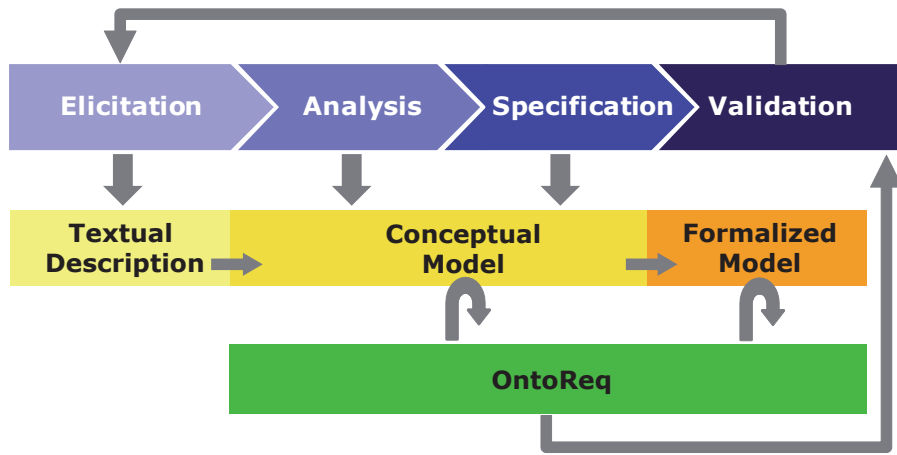 Elicitation
Analysis
Specification
Validation
Textual
Description
Conceptual
Model
Formalized
Model
OntoReq